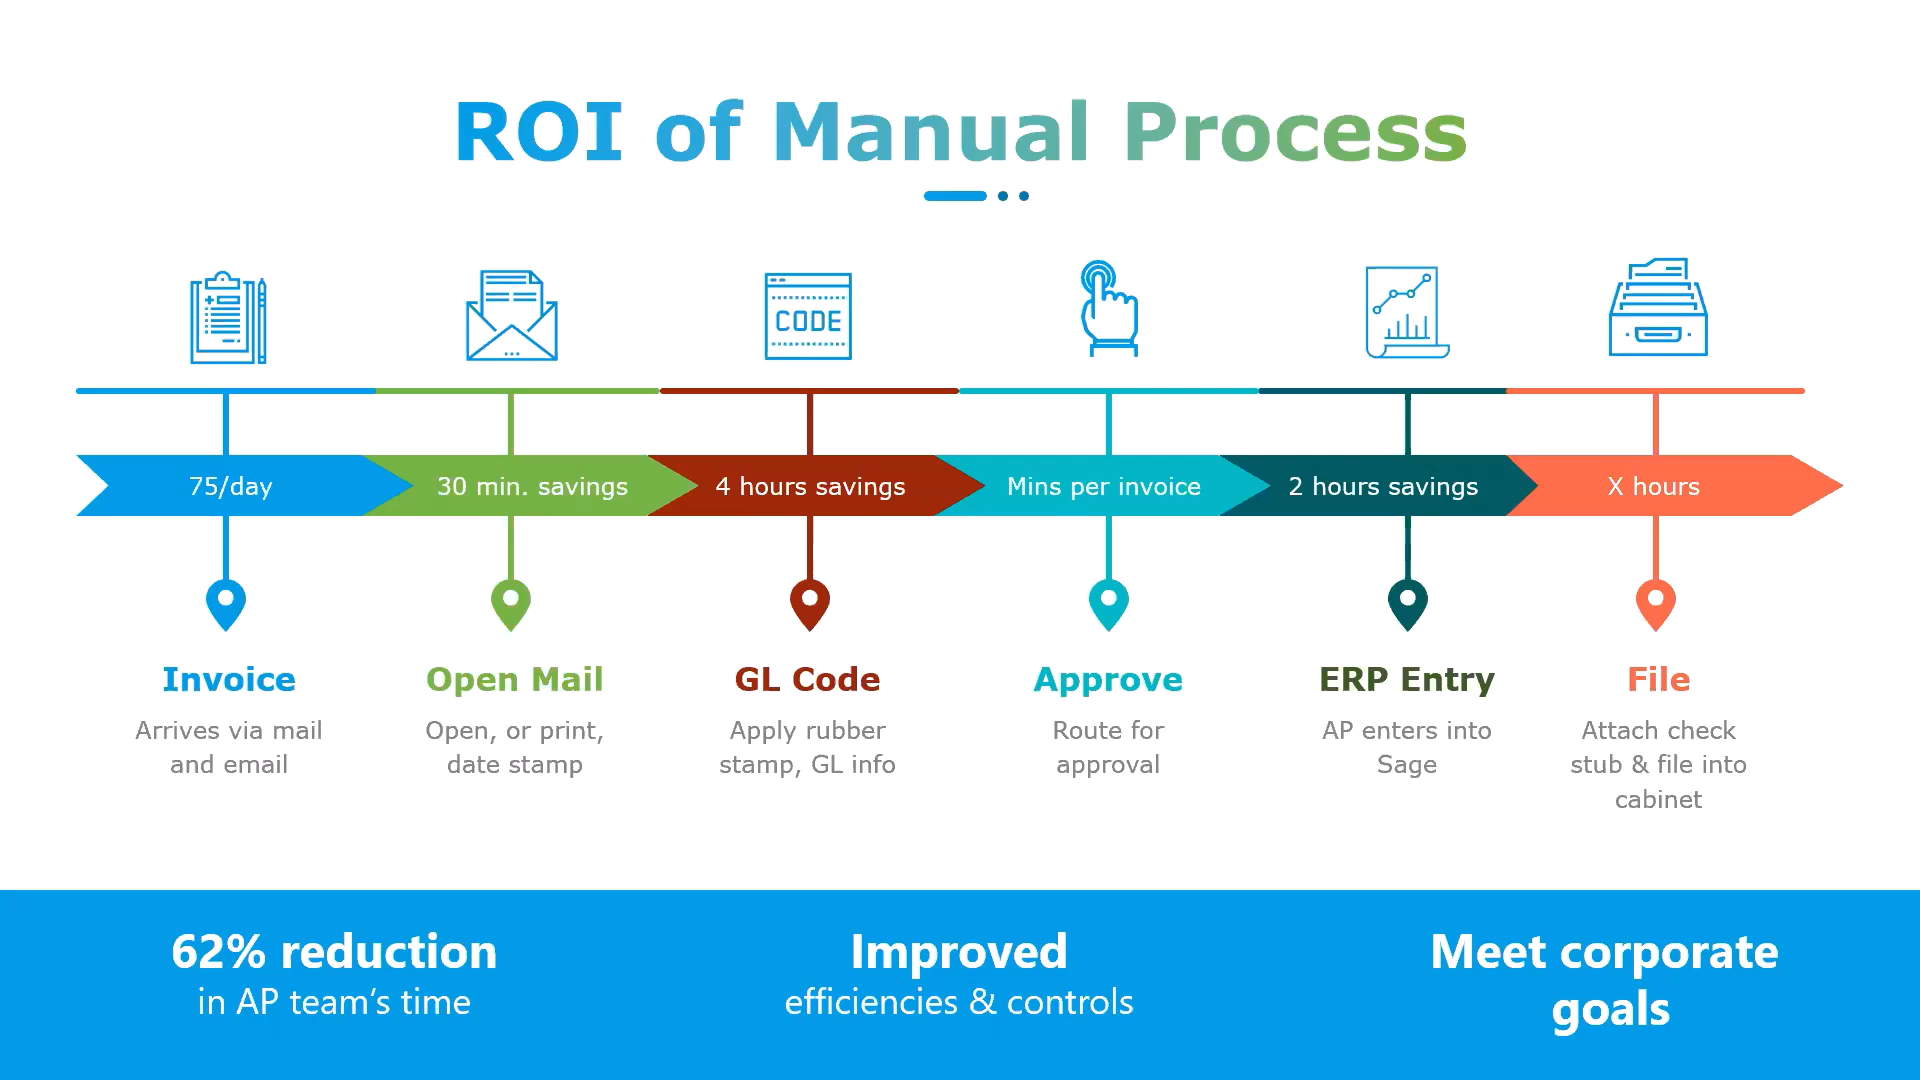 ROI of Manual Process
CODE
75/day
30 min. savings
4 hours savings
Mins per invoice
2 hours savings
X hours
Invoice
Arrives via mail
and email
Open Mail
Open, or print,
date stamp
GL Code
Apply rubber
stamp, GL info
Approve
Route for
approval
ERP Entry
AP enters into
Sage
File
Attach check
stub & file into
cabinet
62% reduction
in AP team‘s time
Improved
efficiencies & controls
Meet corporate
goals